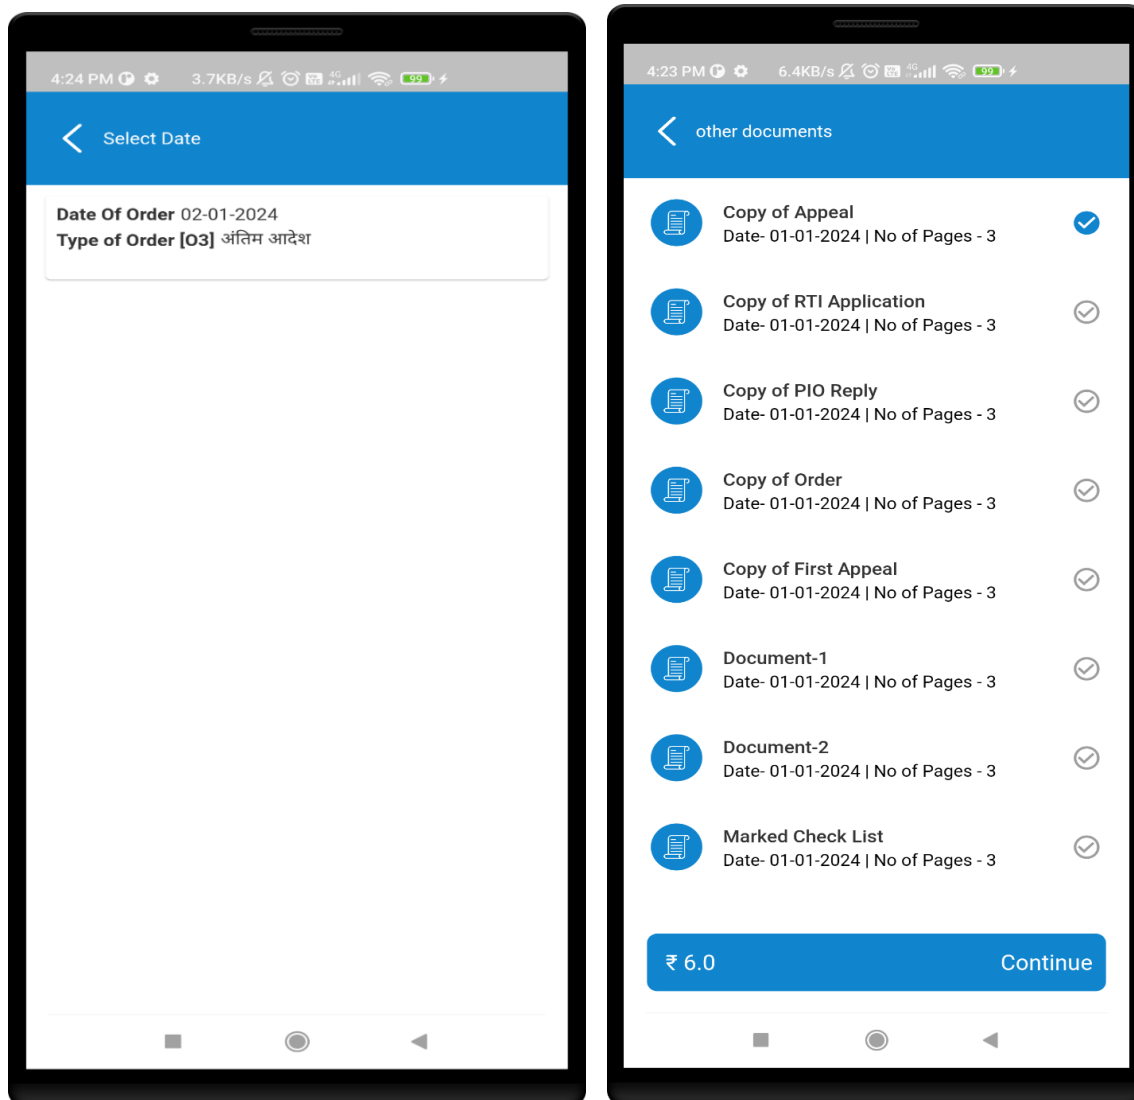 4:24 PM 3.7KB/s 4G 99
Select Date
Date Of Order 02-01-2024
Type of Order [O3] अंतिम आदेश
4:23 PM 6.4KB/s 4G 99
other documents
Copy of Appeal
Date- 01-01-2024 | No of Pages - 3
Copy of RTI Application
Date- 01-01-2024 | No of Pages - 3
Copy of PIO Reply
Date- 01-01-2024 | No of Pages - 3
Copy of Order
Date- 01-01-2024 | No of Pages - 3
Copy of First Appeal
Date- 01-01-2024 | No of Pages - 3
Document-1
Date- 01-01-2024 | No of Pages - 3
Document-2
Date- 01-01-2024 | No of Pages - 3
Marked Check List
Date- 01-01-2024 | No of Pages - 3
₹ 6.0 Continue